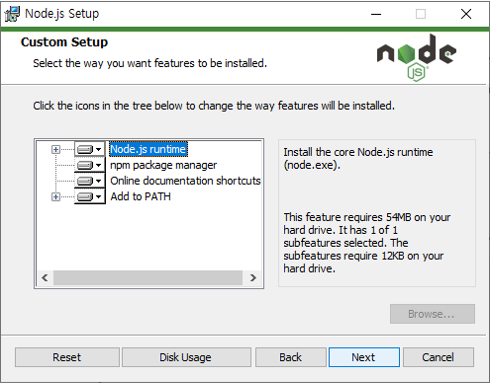 Node.js Setup
Custom Setup
Select the way you want features to be installed.
node
JS
Click the icons in the tree below to change the way features will be installed.
Node.js runtime
npm package manager
Online documentation shortcuts
Add to PATH
Install the core Node.js runtime
(node.exe).
This feature requires 54MB on your
hard drive. It has 1 of 1
subfeatures selected. The
subfeatures require 12KB on your
hard drive.
Browse...
Reset
Disk Usage
Back
Next
Cancel